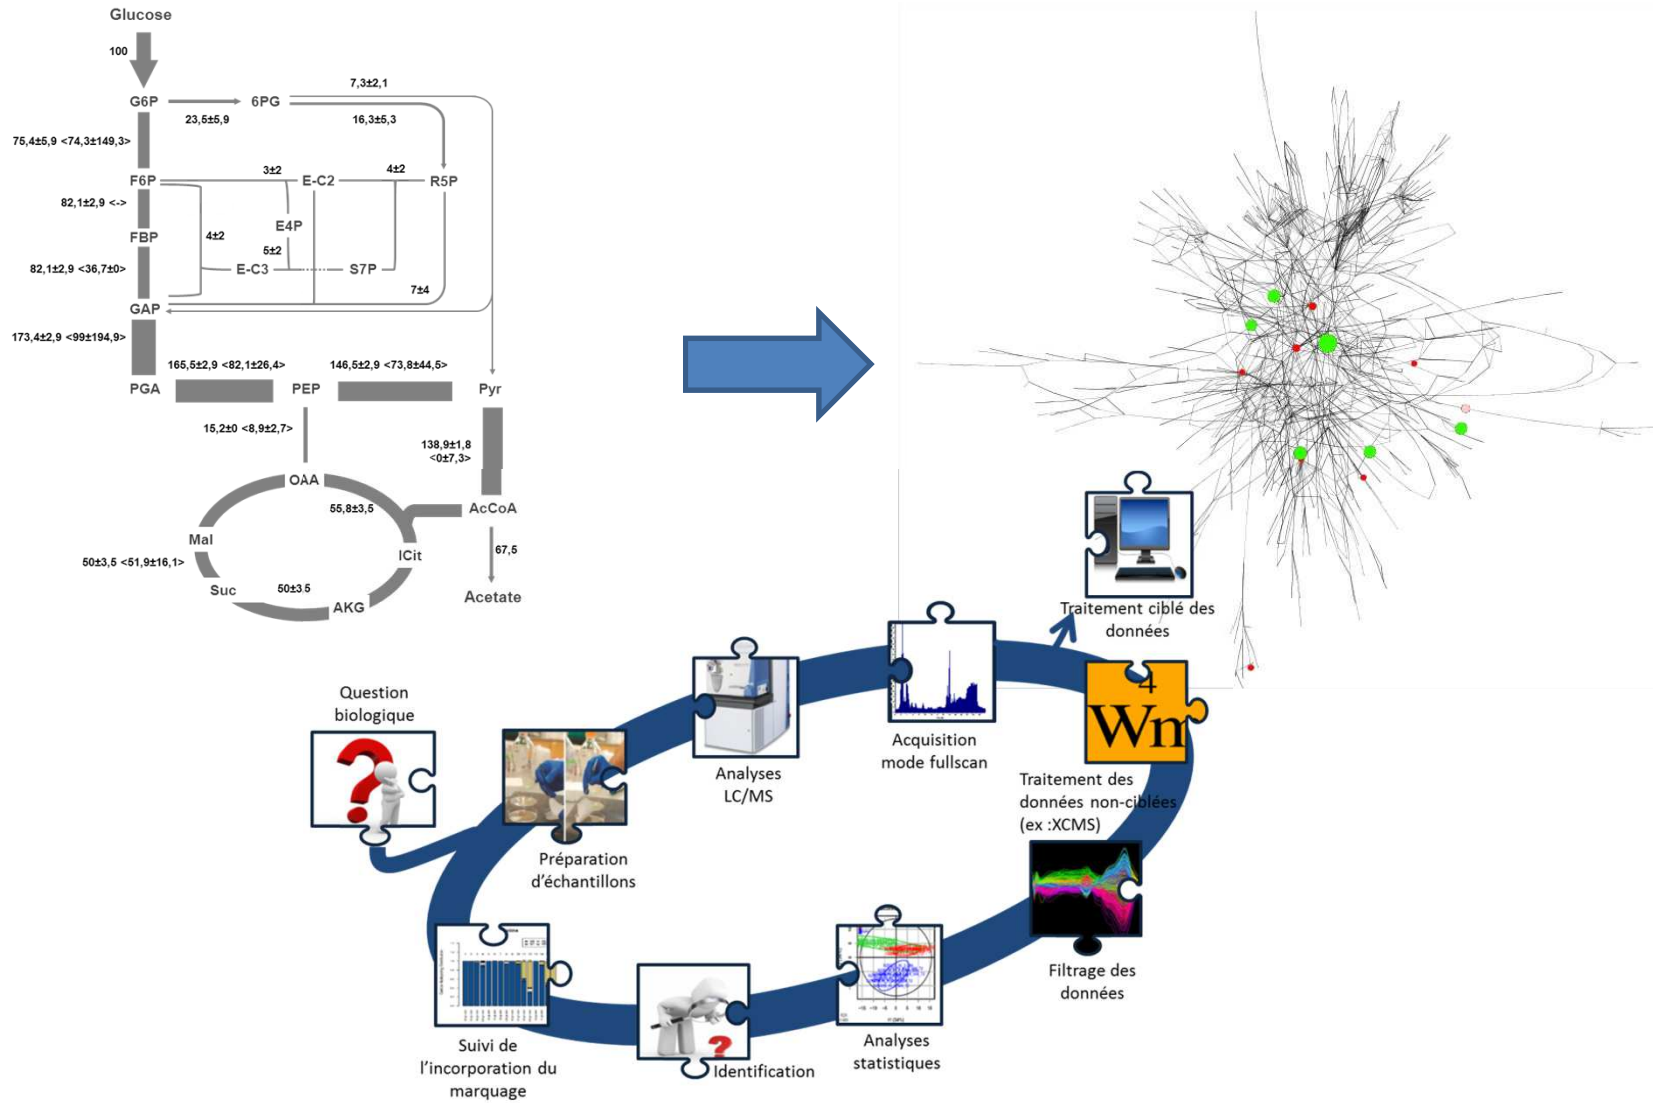 Glucose
100
7,3±2,1
G6P
6PG
23,5±5,9
16,3±5,3
75,4±5,9 <74,3±149,3>
3±2
4±2
F6P
E-C2
R5P
82,1±2,9 <->
E4P
FBP
4±2
5±2
82,1±2,9 <36,7±0>
E-C3
S7P
7±4
GAP
173,4±2,9 <99±194,9>
165,5±2,9 <82,1±26,4>
146,5±2,9 <73,8±44,5>
PGA
PEP
Pyr
15,2±0 <8,9±2,7>
138,9±1,8
<0±7,3>
OAA
55,8±3,5
AcCoA
Mal
ICit
67,5
50±3,5 <51,9±16,1>
Suc
50±3.5
AKG
Acetate
Traitement ciblé des
données
Question
biologique
4
Wm
Acquisition
mode fullscan
Analyses
LC/MS
Traitement des
données non-ciblées
(ex :XCMS)
Préparation
d'échantillons
Filtrage des
données
Analyses
statistiques
Suivi de
l'incorporation du
marquage
Identification